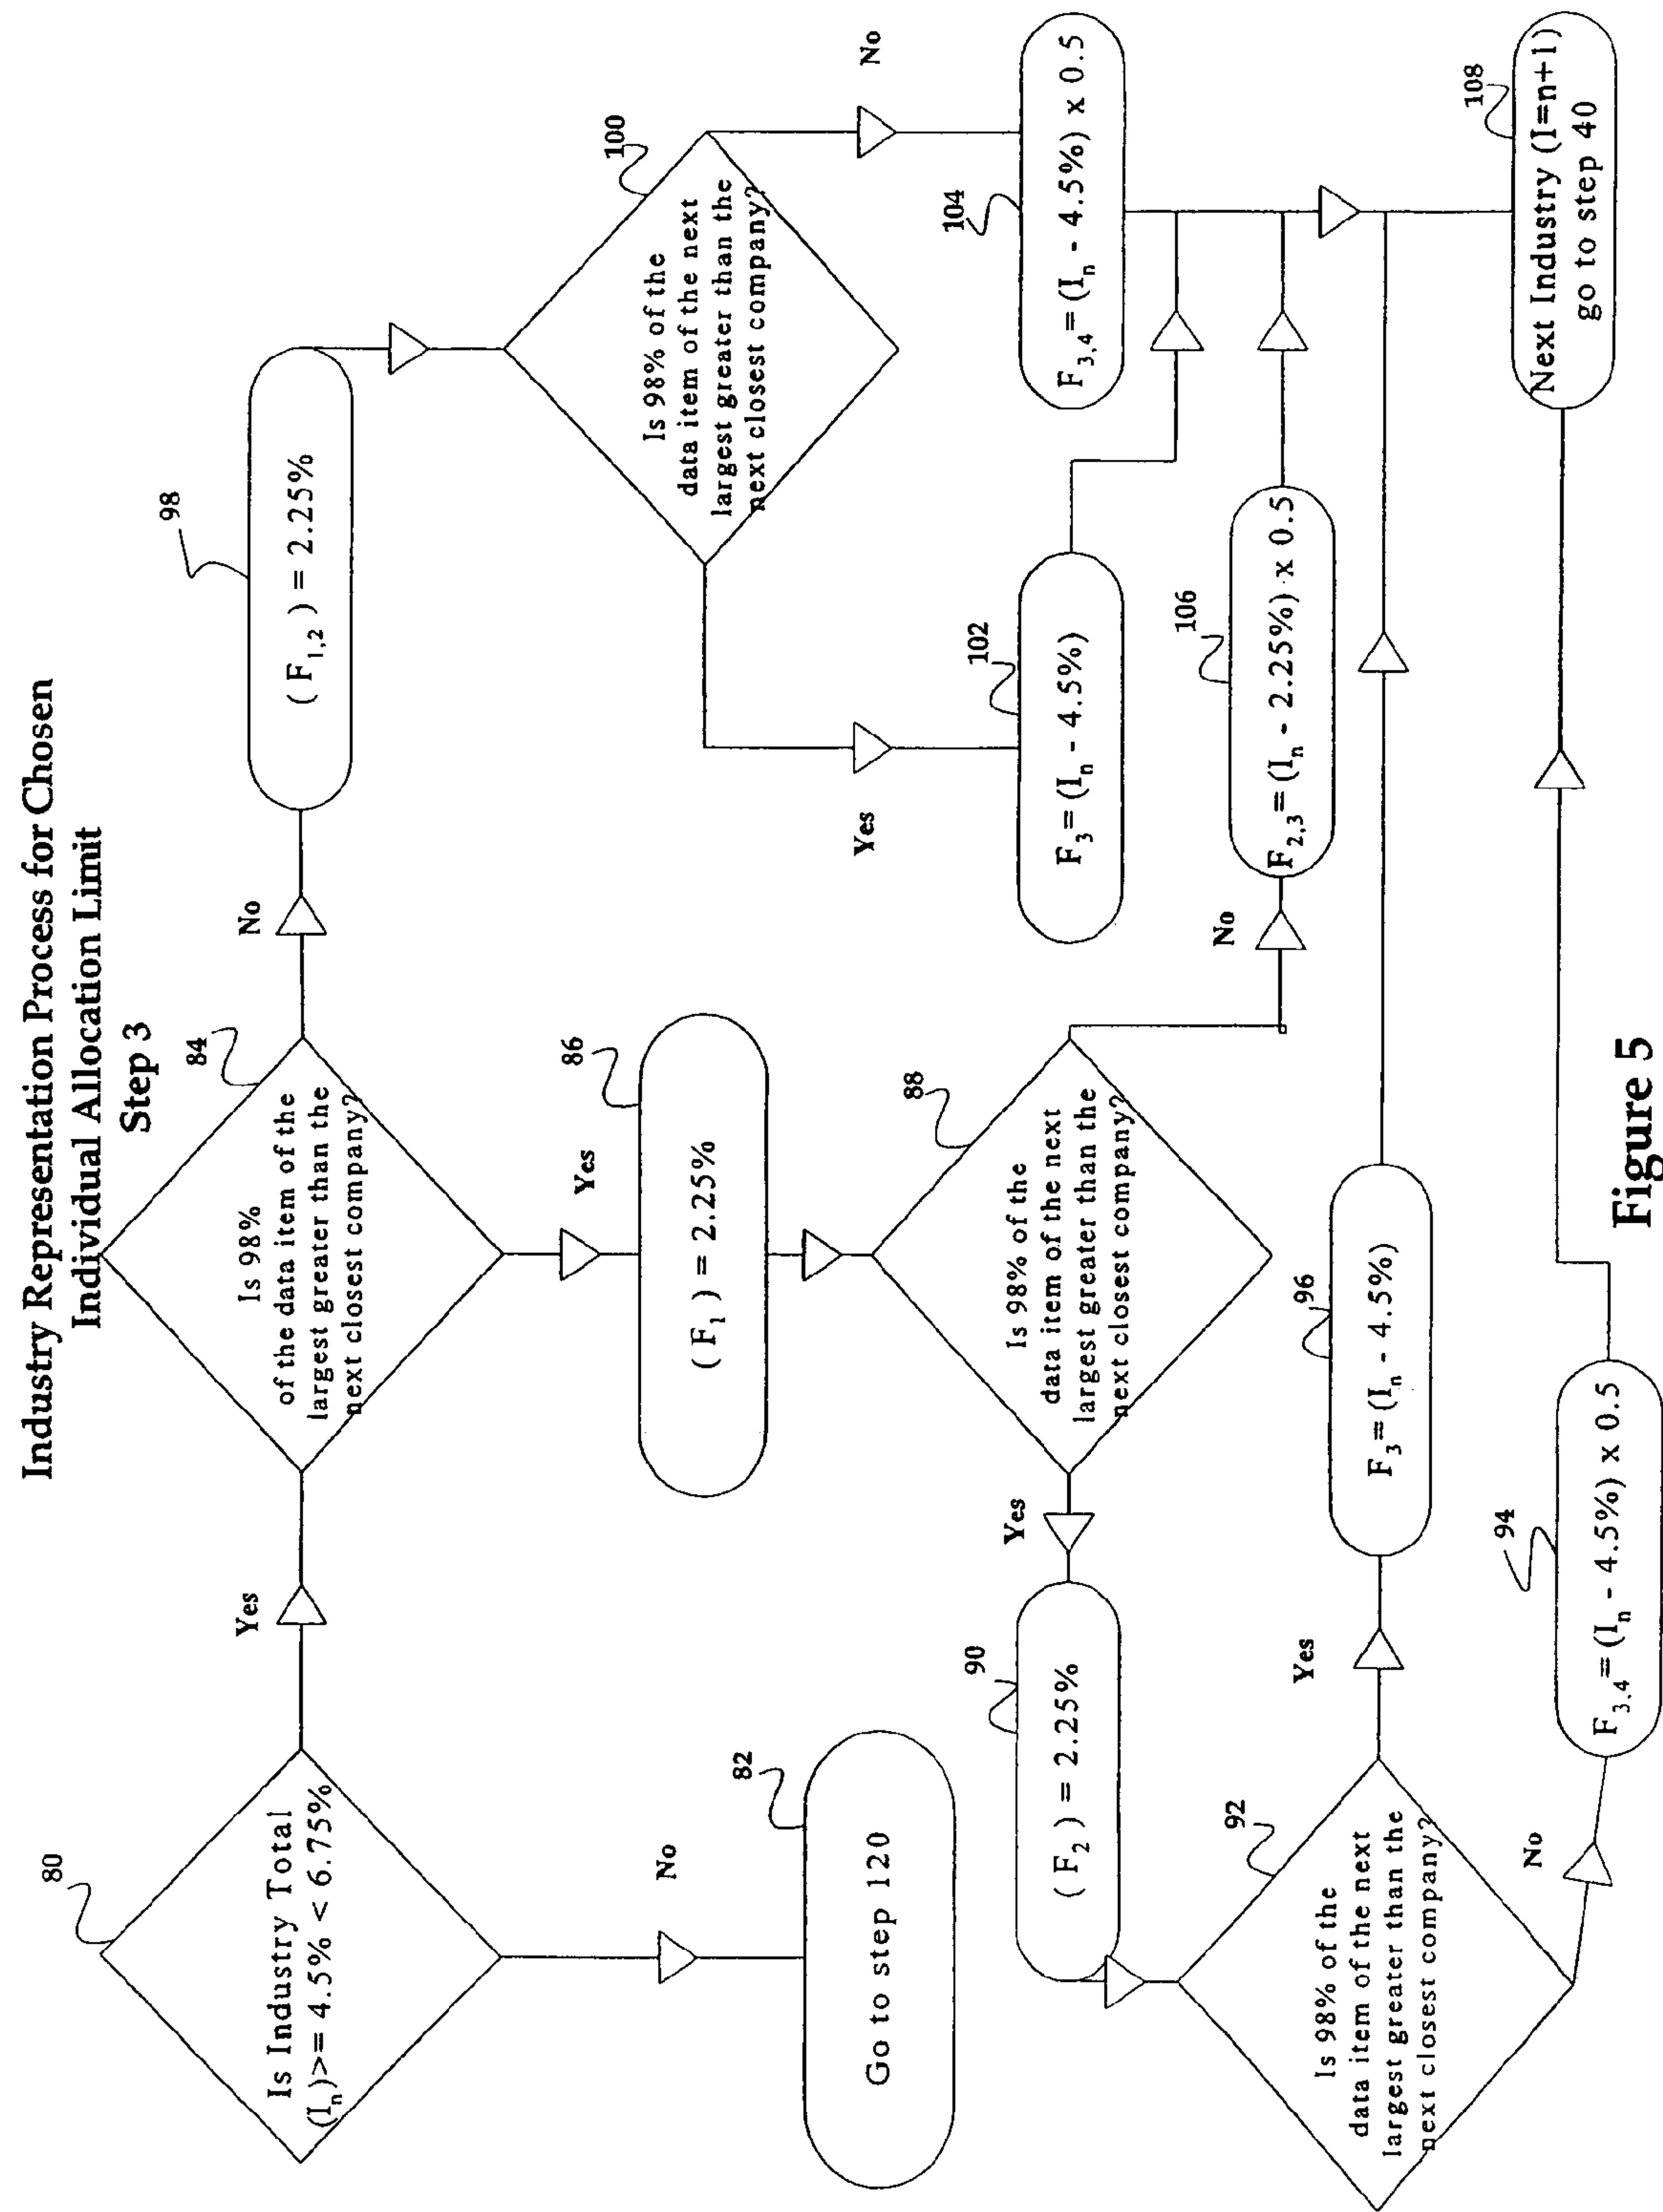 Industry Representation Process for Chosen
Individual Allocation Limit
Step 3
80
Is Industry Total
(Iₙ)>= 4.5% < 6.75%
Yes
No
82
Go to step 120
84
Is 98%
of the data item of the
largest greater than the
next closest company?
No
Yes
98
(F₁,₂) = 2.25%
86
(F₁) = 2.25%
100
Is 98% of the
data item of the next
largest greater than the
next closest company?
Yes
No
88
Is 98% of the
data item of the next
largest greater than the
next closest company?
Yes
No
90
(F₂) = 2.25%
102
F₃=(Iₙ - 4.5%)
104
F₃,₄=(Iₙ - 4.5%) x 0.5
106
F₂,₃=(Iₙ - 2.25%) x 0.5
92
Is 98% of the
data item of the next
largest greater than the
next closest company?
Yes
No
96
F₃=(Iₙ - 4.5%)
94
F₃,₄=(Iₙ - 4.5%) x 0.5
108
Next Industry (I=n+1)
go to step 40
Figure 5